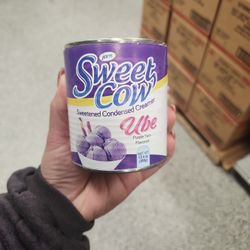 Sweet
Cow
Sweetened Condensed Creamer
Ube
Purple Yam
Flavored